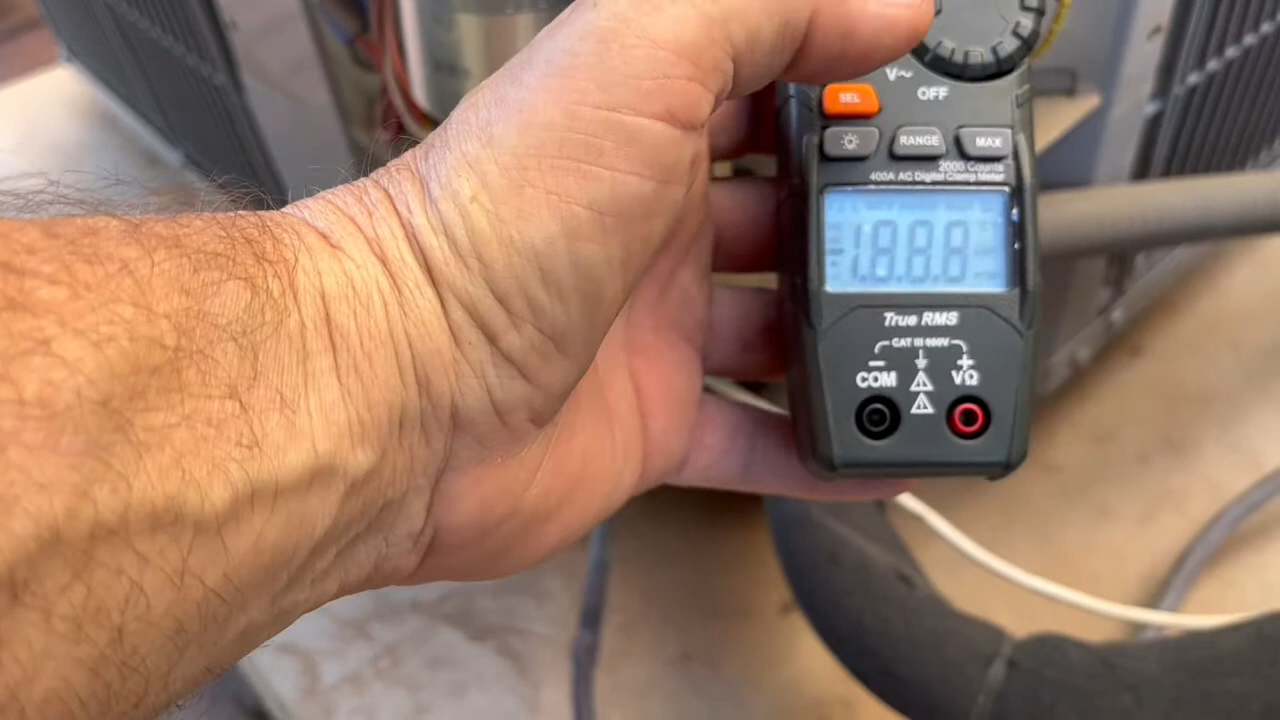 V~
OFF
SEL
RANGE
MAX
2000 Counts
400A AC Digital Clamp Meter
1.8.8.8
True RMS
CAT III 600V
− +
COM VΩ